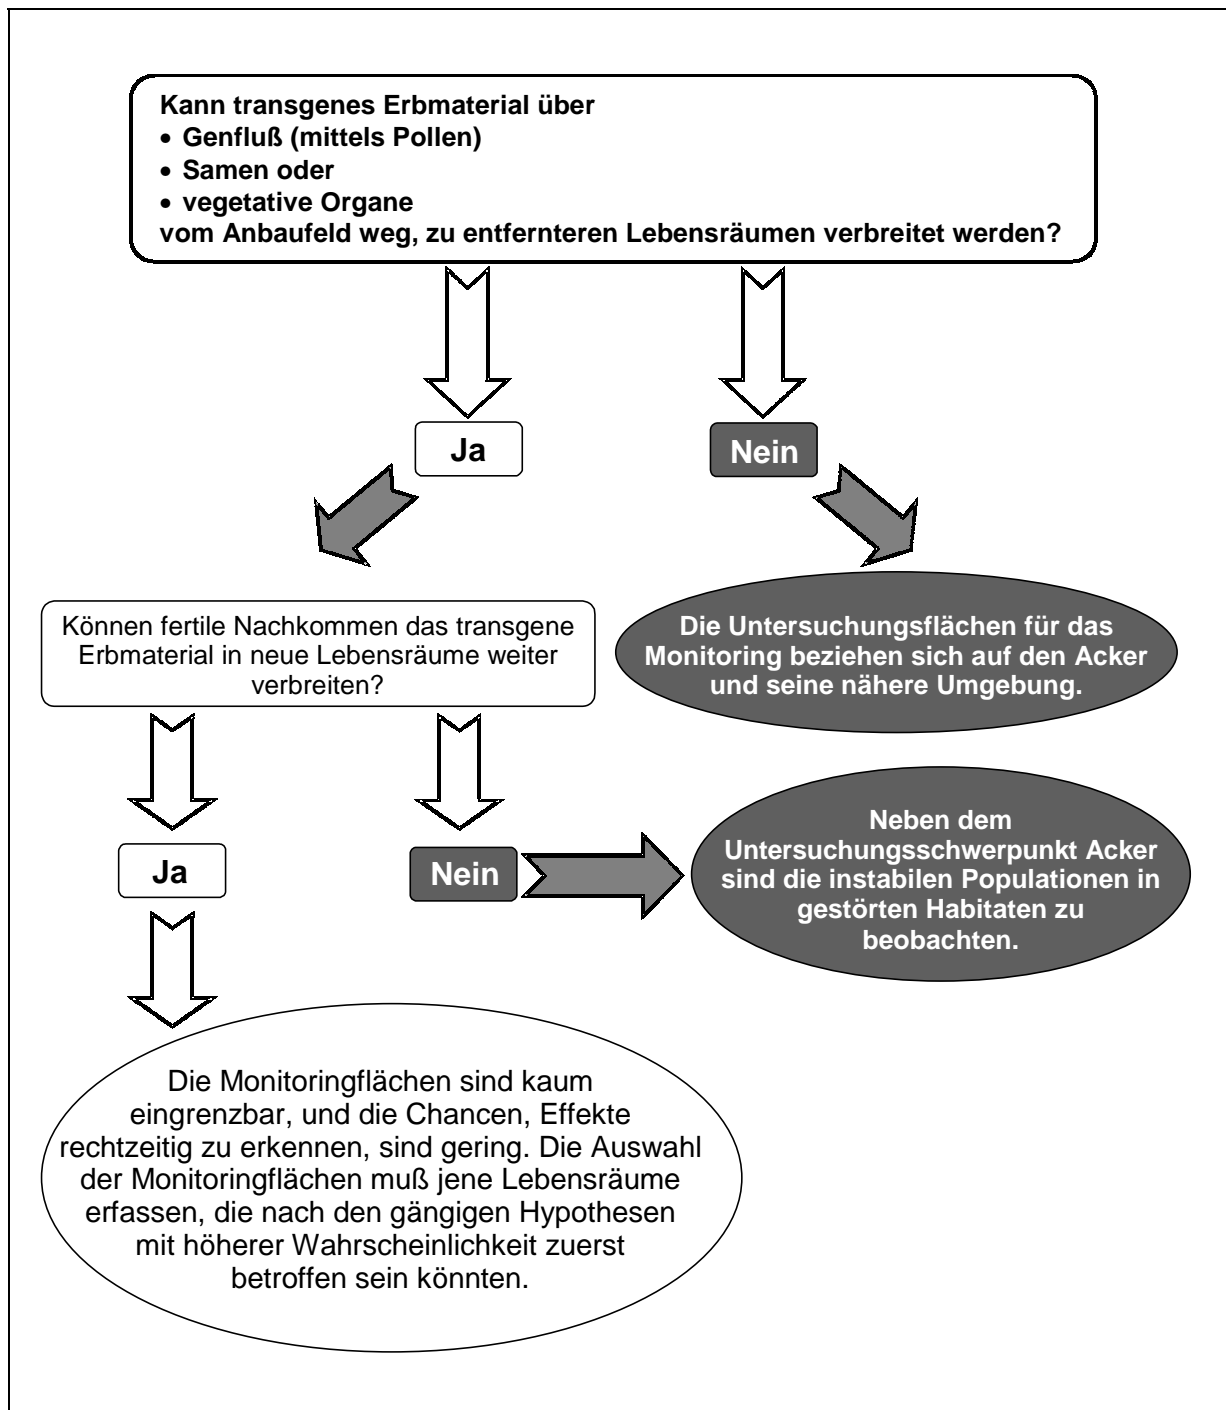 Kann transgenes Erbmaterial über
• Genfluß (mittels Pollen)
• Samen oder
• vegetative Organe
vom Anbaufeld weg, zu entfernteren Lebensräumen verbreitet werden?
Ja
Nein
Können fertile Nachkommen das transgene
Erbmaterial in neue Lebensräume weiter
verbreiten?
Die Untersuchungsflächen für das
Monitoring beziehen sich auf den Acker
und seine nähere Umgebung.
Ja
Nein
Neben dem
Untersuchungsschwerpunkt Acker
sind die instabilen Populationen in
gestörten Habitaten zu
beobachten.
Die Monitoringflächen sind kaum
eingrenzbar, und die Chancen, Effekte
rechtzeitig zu erkennen, sind gering. Die Auswahl
der Monitoringflächen muß jene Lebensräume
erfassen, die nach den gängigen Hypothesen
mit höherer Wahrscheinlichkeit zuerst
betroffen sein könnten.